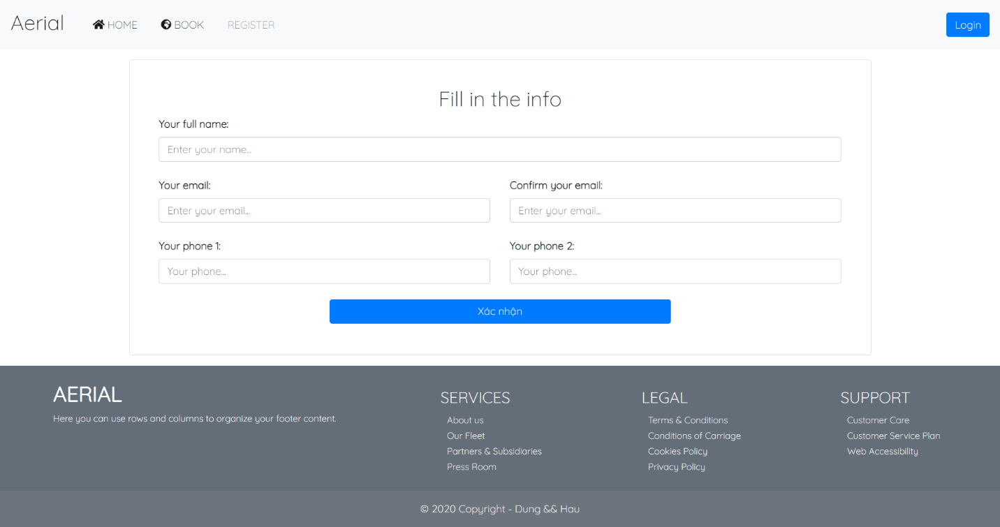 Aerial HOME BOOK REGISTER Login
Fill in the info
Your full name:
Enter your name...
Your email: Confirm your email:
Enter your email... Enter your email...
Your phone 1: Your phone 2:
Your phone... Your phone...
Xác nhận
AERIAL SERVICES LEGAL SUPPORT
Here you can use rows and columns to organize your footer content. About us Terms & Conditions Customer Care
Our Fleet Conditions of Carriage Customer Service Plan
Partners & Subsidiaries Cookies Policy Web Accessibility
Press Room Privacy Policy
© 2020 Copyright - Dung && Hau